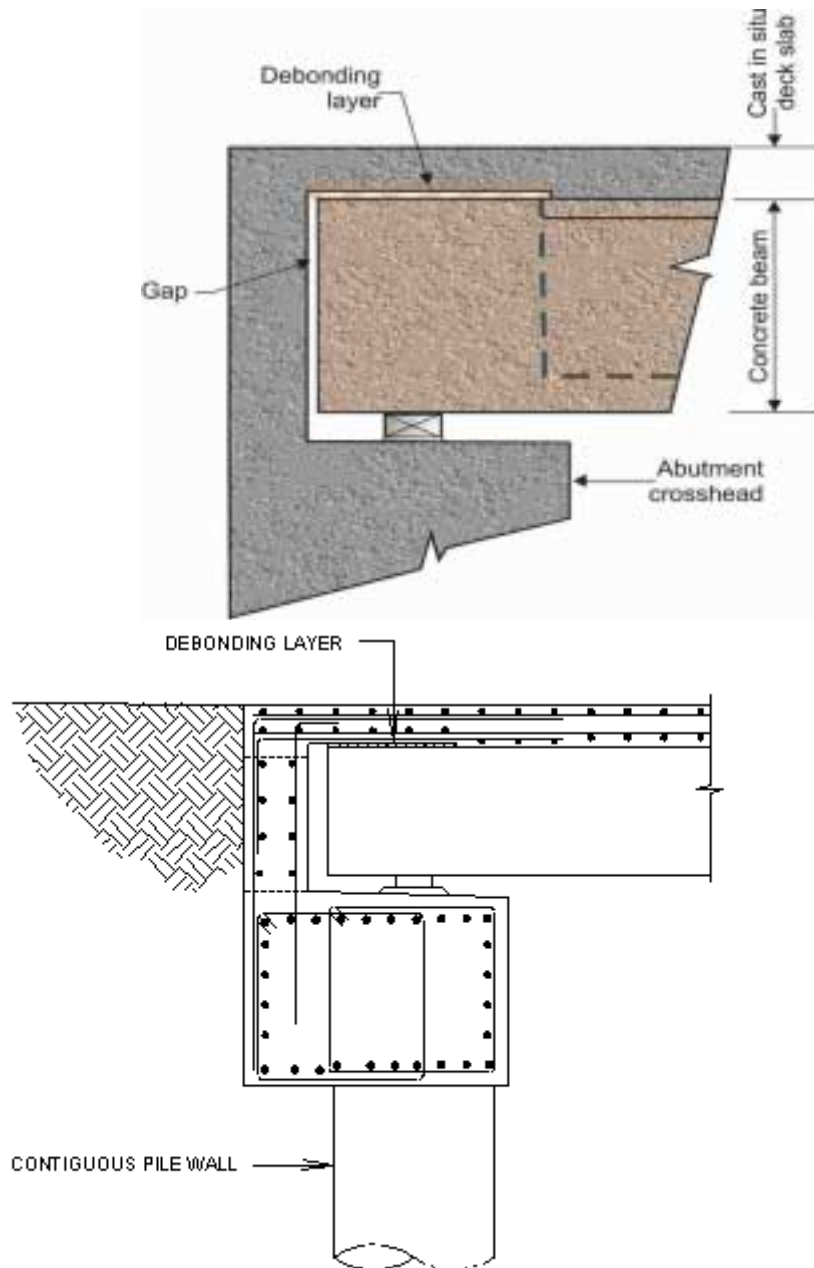 Cast in situ
deck slab
Debonding
layer
Gap
Concrete beam
Abutment
crosshead
DEBONDING LAYER
CONTIGUOUS PILE WALL